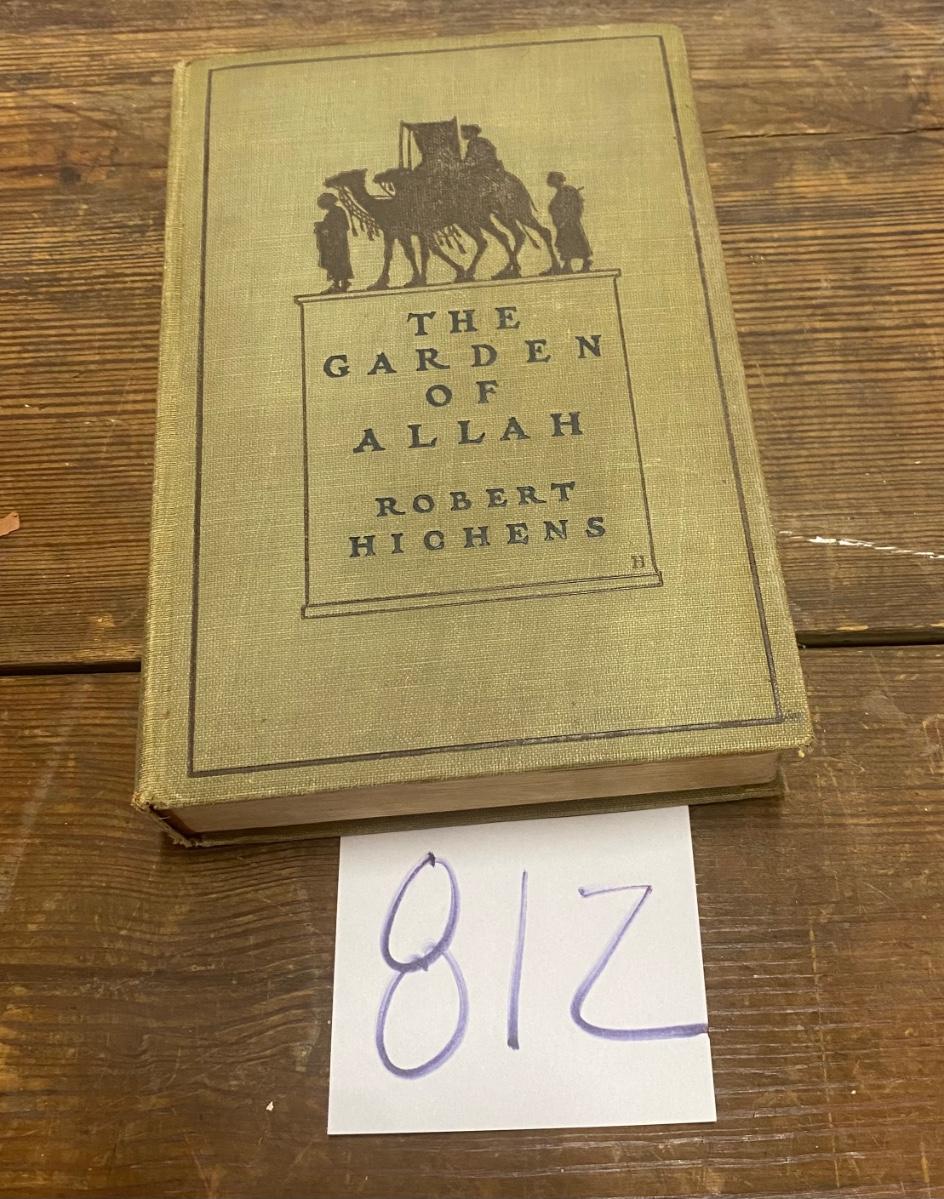 THE
GARDEN
OF
ALLAH
ROBERT
HICHENS
H
812